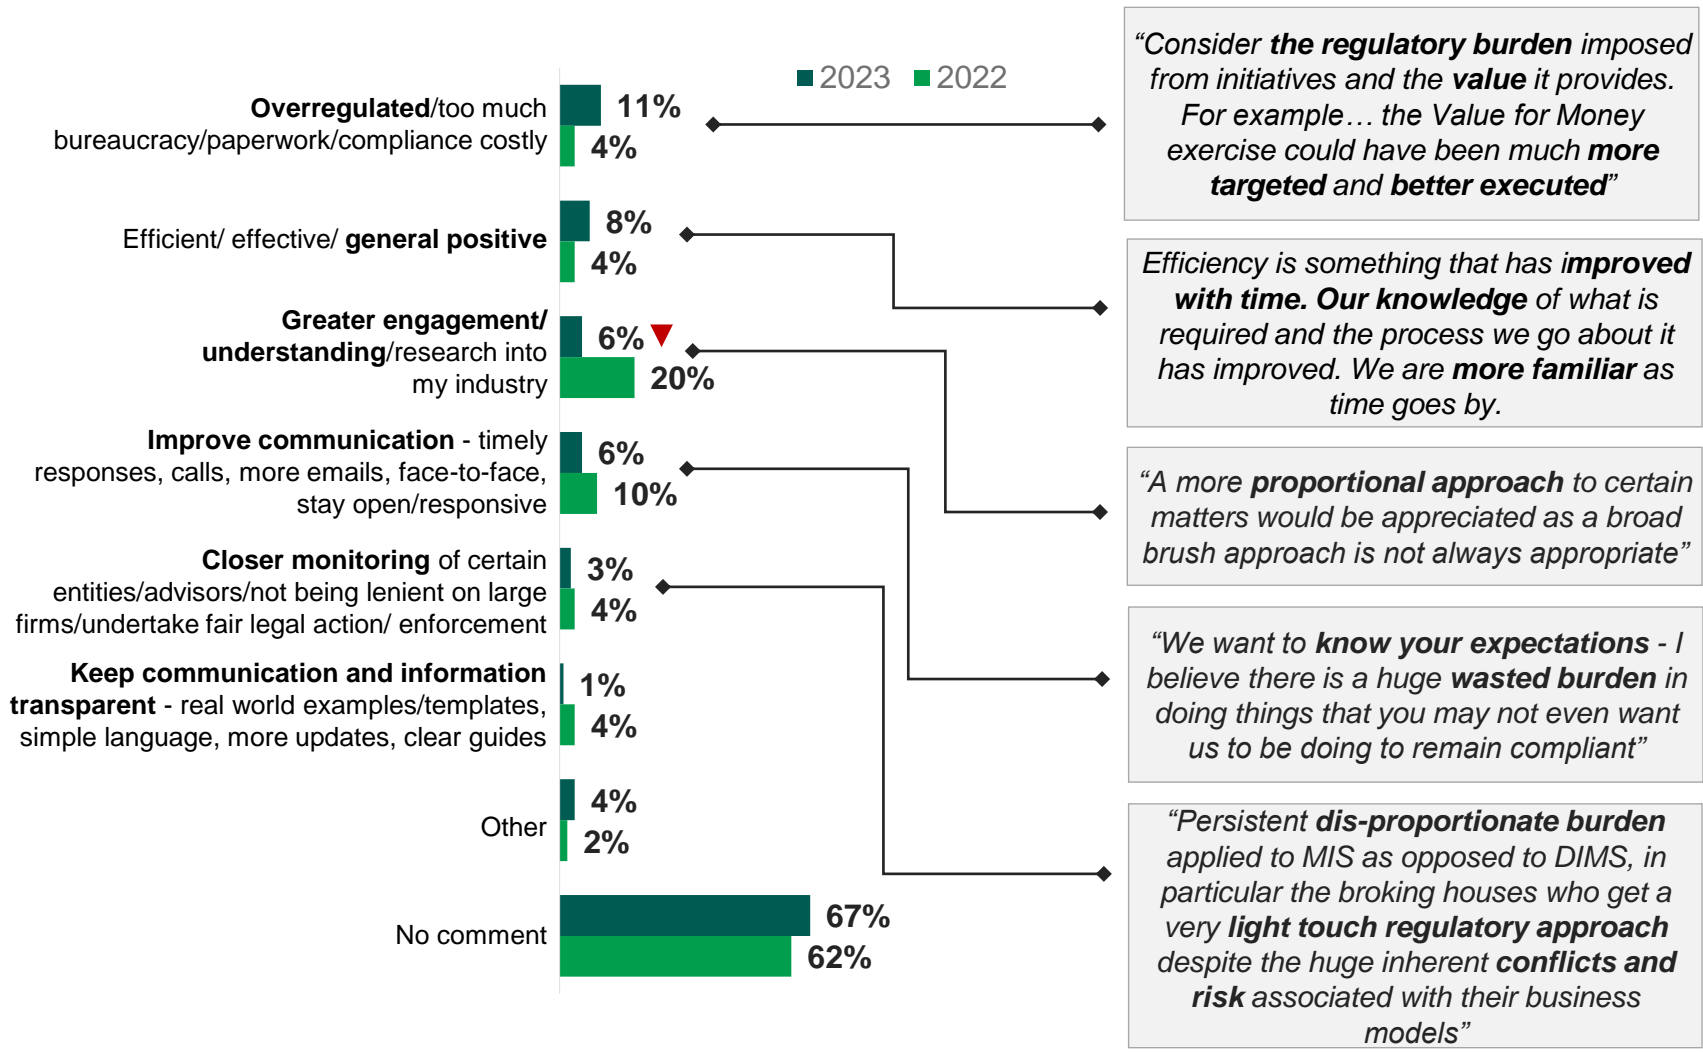 2023 2022
Overregulated/too much
bureaucracy/paperwork/compliance costly
11%
4%
“Consider the regulatory burden imposed
from initiatives and the value it provides.
For example… the Value for Money
exercise could have been much more
targeted and better executed”
Efficient/ effective/ general positive
8%
4%
Efficiency is something that has improved
with time. Our knowledge of what is
required and the process we go about it
has improved. We are more familiar as
time goes by.
Greater engagement/
understanding/research into
my industry
6%
20%
“A more proportional approach to certain
matters would be appreciated as a broad
brush approach is not always appropriate”
Improve communication - timely
responses, calls, more emails, face-to-face,
stay open/responsive
6%
10%
“We want to know your expectations - I
believe there is a huge wasted burden in
doing things that you may not even want
us to be doing to remain compliant”
Closer monitoring of certain
entities/advisors/not being lenient on large
firms/undertake fair legal action/ enforcement
3%
4%
“Persistent dis-proportionate burden
applied to MIS as opposed to DIMS, in
particular the broking houses who get a
very light touch regulatory approach
despite the huge inherent conflicts and
risk associated with their business
models”
Keep communication and information
transparent - real world examples/templates,
simple language, more updates, clear guides
1%
4%
Other
4%
2%
No comment
67%
62%